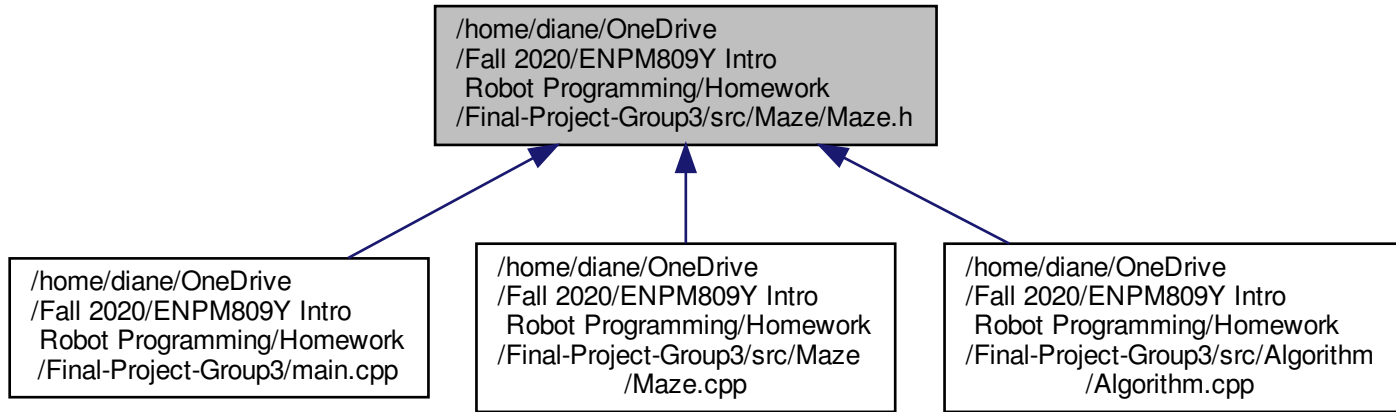 /home/diane/OneDrive
/Fall 2020/ENPM809Y Intro
Robot Programming/Homework
/Final-Project-Group3/src/Maze/Maze.h
/home/diane/OneDrive
/Fall 2020/ENPM809Y Intro
Robot Programming/Homework
/Final-Project-Group3/main.cpp
/home/diane/OneDrive
/Fall 2020/ENPM809Y Intro
Robot Programming/Homework
/Final-Project-Group3/src/Maze
/Maze.cpp
/home/diane/OneDrive
/Fall 2020/ENPM809Y Intro
Robot Programming/Homework
/Final-Project-Group3/src/Algorithm
/Algorithm.cpp